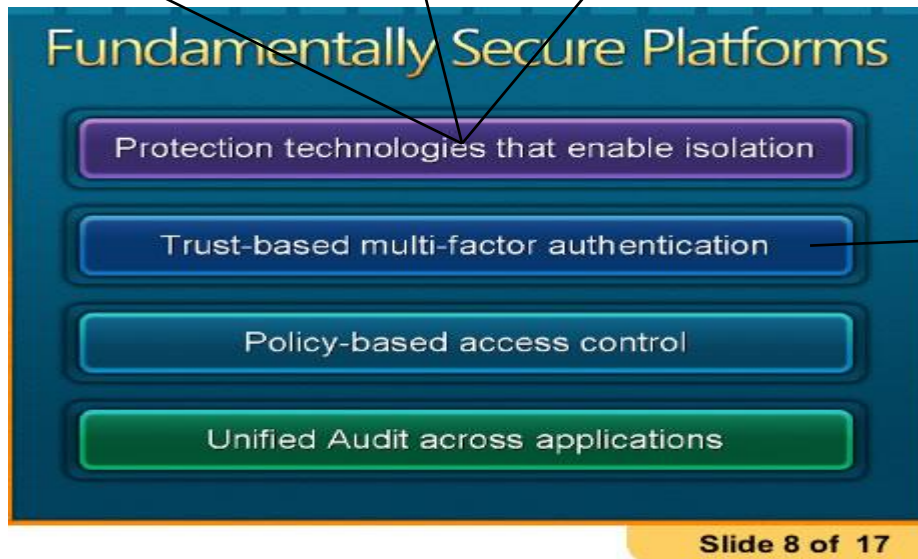 Fundamentally Secure Platforms
Protection technologies that enable isolation
Trust-based multi-factor authentication
Policy-based access control
Unified Audit across applications
Slide 8 of 17